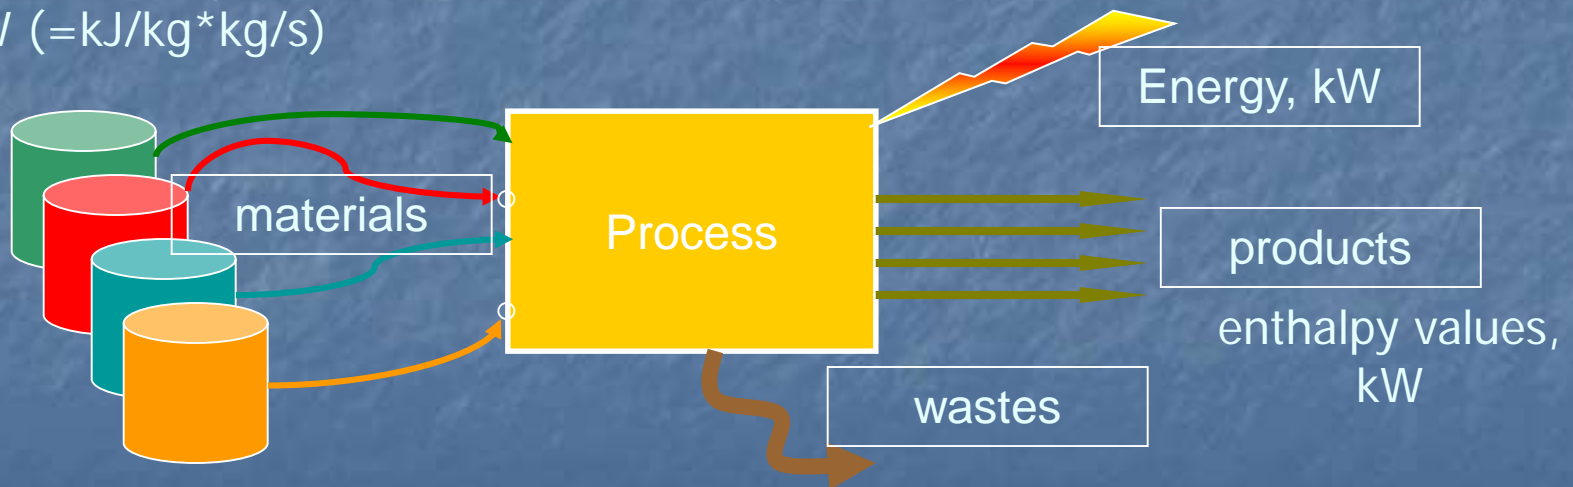 (=kJ/kg*kg/s)
Energy, kW
materials
Process
products
enthalpy values,
kW
wastes